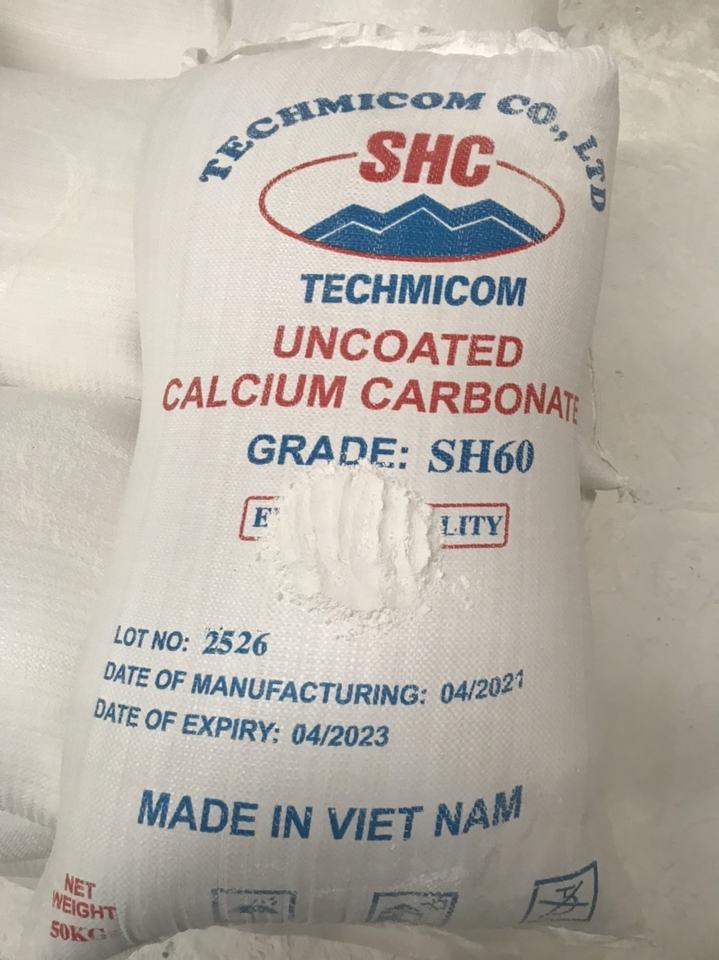 TECHMICOM CO., LTD
SHC
TECHMICOM
UNCOATED
CALCIUM CARBONATE
GRADE: SH60
LOT NO: 2526
DATE OF MANUFACTURING: 04/2021
DATE OF EXPIRY: 04/2023
MADE IN VIET NAM
NET
WEIGHT
50KG